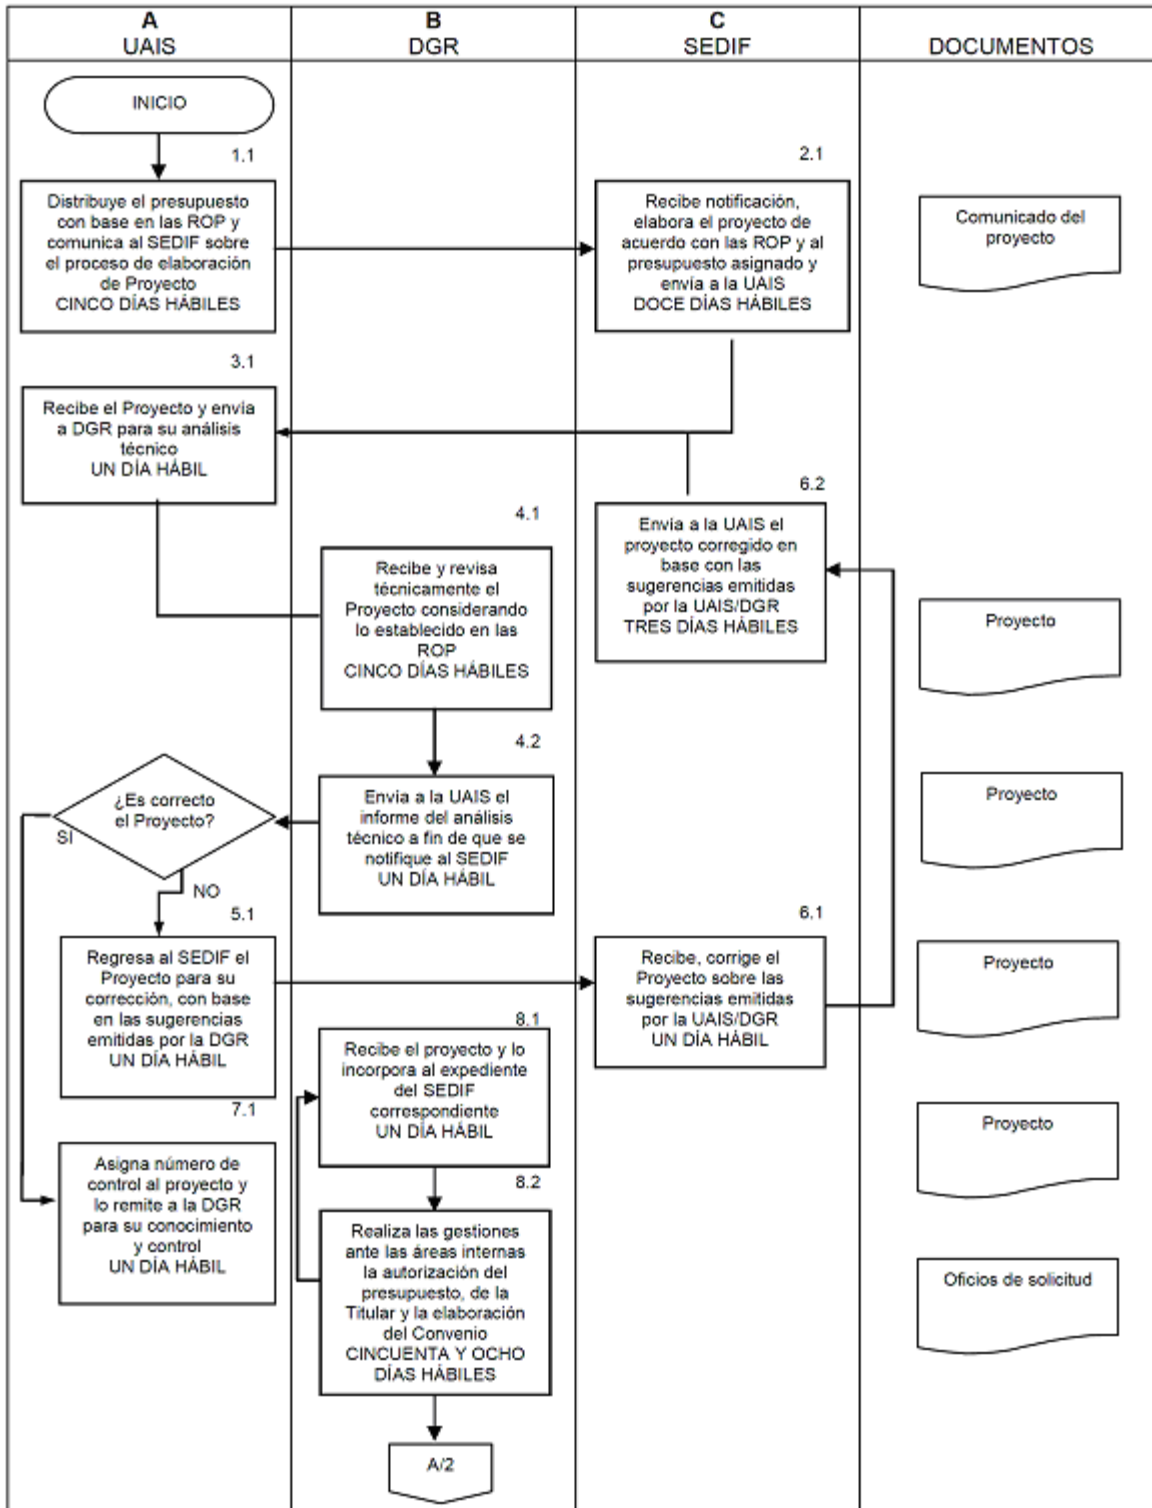 A
UAIS
B
DGR
C
SEDIF
DOCUMENTOS
INICIO
1.1
Distribuye el presupuesto
con base en las ROP y
comunica al SEDIF sobre
el proceso de elaboración
de Proyecto
CINCO DÍAS HÁBILES
2.1
Recibe notificación,
elabora el proyecto de
acuerdo con las ROP y al
presupuesto asignado y
envía a la UAIS
DOCE DÍAS HÁBILES
Comunicado del
proyecto
3.1
Recibe el Proyecto y envía
a DGR para su análisis
técnico
UN DÍA HÁBIL
6.2
Envía a la UAIS el
proyecto corregido en
base con las
sugerencias emitidas
por la UAIS/DGR
TRES DÍAS HÁBILES
4.1
Recibe y revisa
técnicamente el
Proyecto considerando
lo establecido en las
ROP
CINCO DÍAS HÁBILES
Proyecto
4.2
Envía a la UAIS el
informe del análisis
técnico a fin de que se
notifique al SEDIF
UN DÍA HÁBIL
¿Es correcto
el Proyecto?
SÍ
NO
Proyecto
5.1
Regresa al SEDIF el
Proyecto para su
corrección, con base
en las sugerencias
emitidas por la DGR
UN DÍA HÁBIL
6.1
Recibe, corrige el
Proyecto sobre las
sugerencias emitidas
por la UAIS/DGR
UN DÍA HÁBIL
Proyecto
8.1
Recibe el proyecto y lo
incorpora al expediente
del SEDIF
correspondiente
UN DÍA HÁBIL
7.1
Asigna número de
control al proyecto y
lo remite a la DGR
para su conocimiento
y control
UN DÍA HÁBIL
Proyecto
8.2
Realiza las gestiones
ante las áreas internas
la autorización del
presupuesto, de la
Titular y la elaboración
del Convenio
CINCUENTA Y OCHO
DÍAS HÁBILES
Oficios de solicitud
A/2